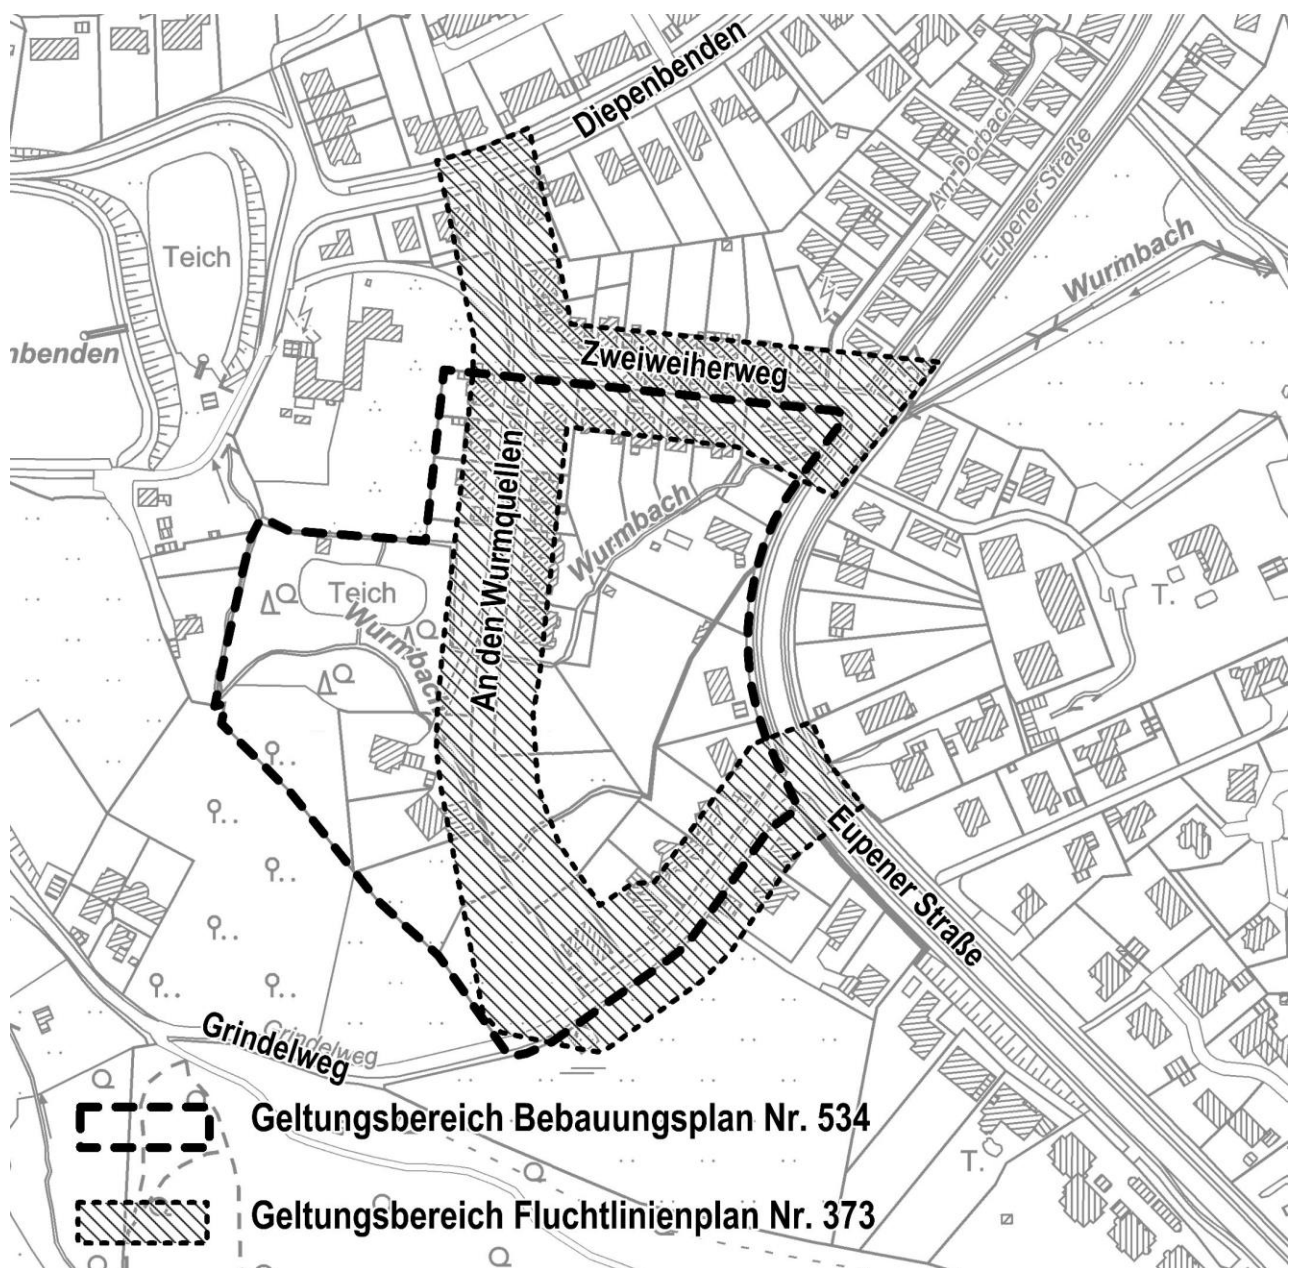 Diepenbenden
Am-Dorbach
Eupener Straße
Wurmbach
Teich
nbenden
Zweiweiherweg
An den Wurmquellen
Wurmbach
Teich
Wurmbach
T.
Eupener Straße
Grindelweg
Grindelweg
T.
Geltungsbereich Bebauungsplan Nr. 534
Geltungsbereich Fluchtlinienplan Nr. 373